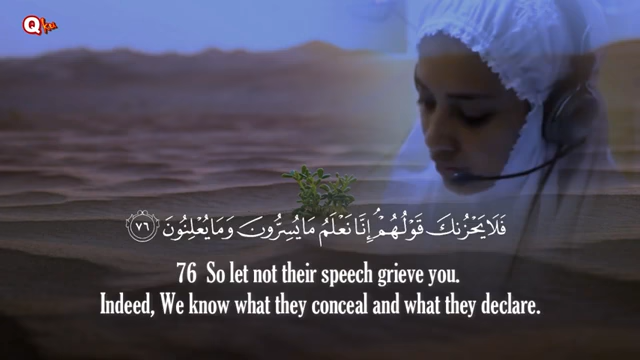 Q
فَلَا يَحْزُنكَ قَوْلُهُمْ ۘ إِنَّا نَعْلَمُ مَا يُسِرُّونَ وَمَا يُعْلِنُونَ ٧٦
76 So let not their speech grieve you.
Indeed, We know what they conceal and what they declare.